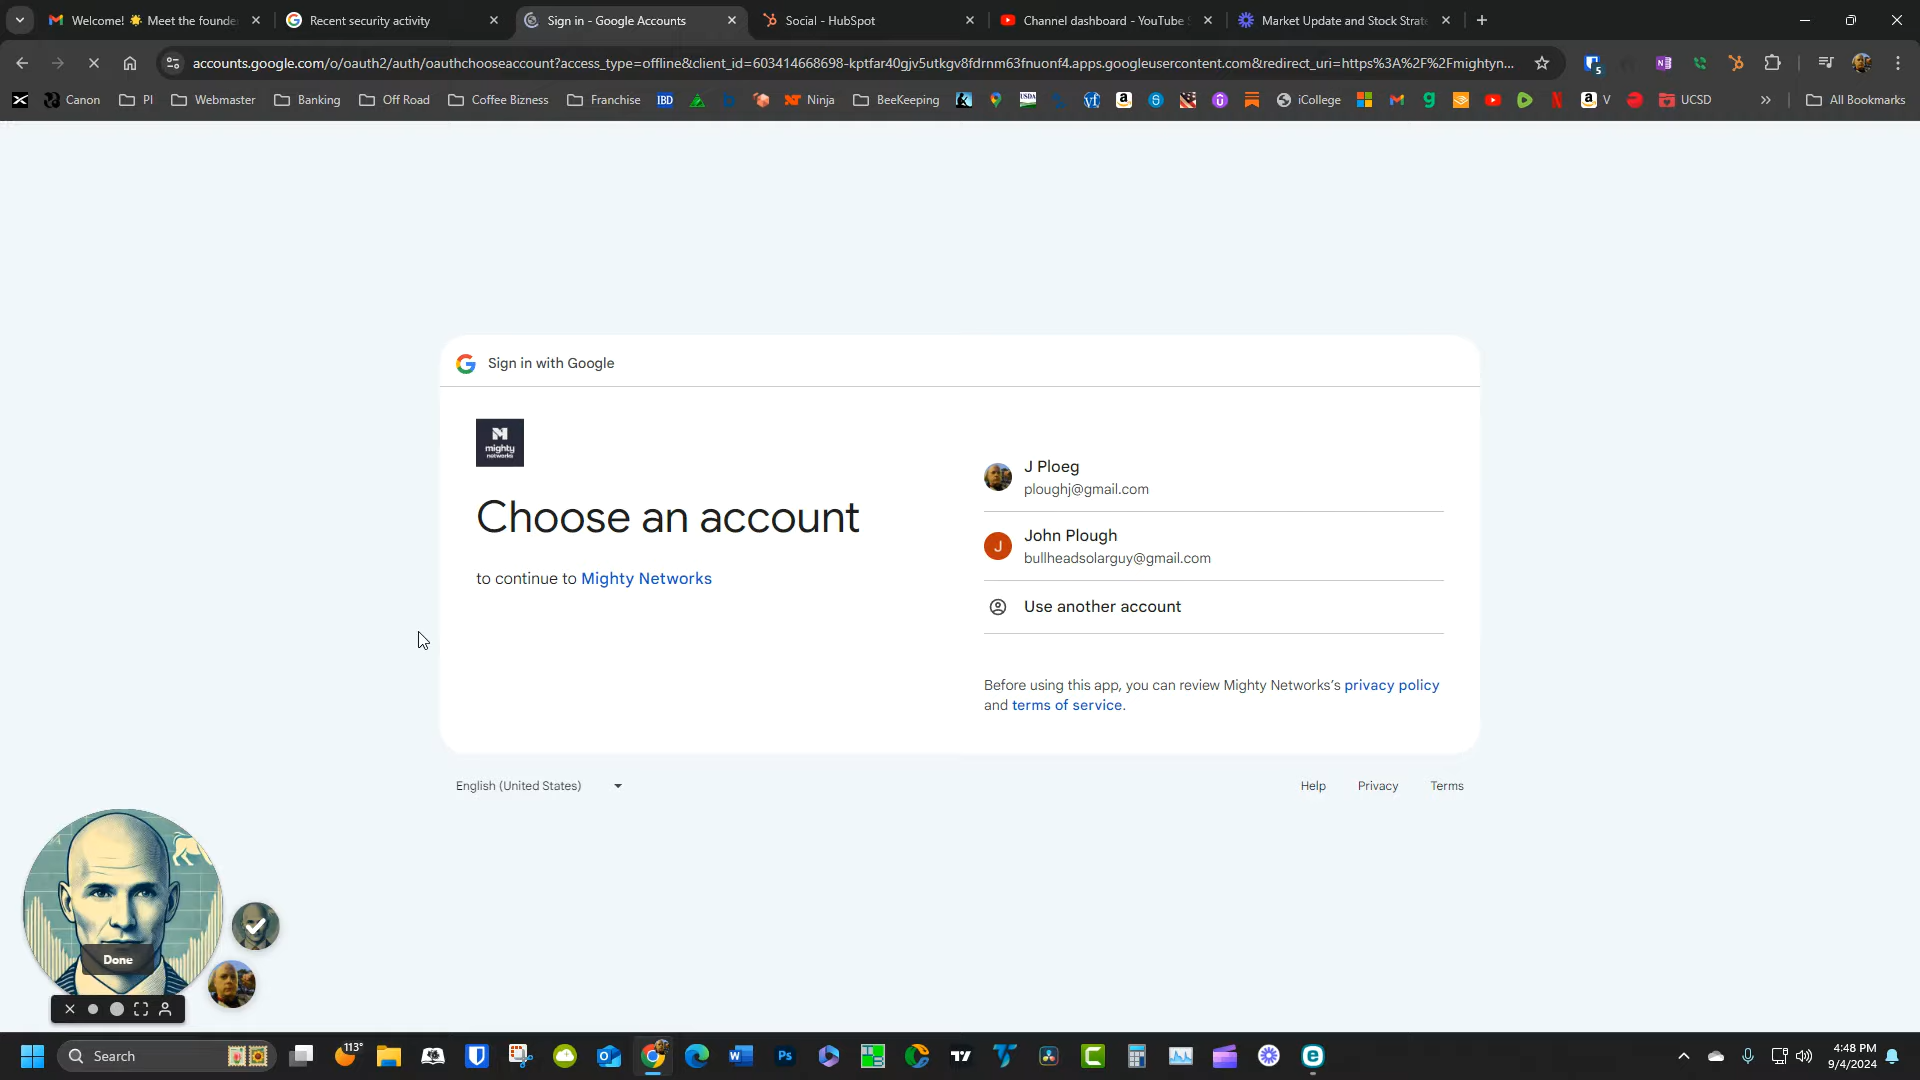 Welcome! ☀️ Meet the founde
Recent security activity
Sign in - Google Accounts
Social - HubSpot
Channel dashboard - YouTube S
Market Update and Stock Strate
accounts.google.com/o/oauth2/auth/oauthchooseaccount?access_type=offline&client_id=603414668698-kptfar40gjv5utkgv8fdrnm63fnuonf4.apps.googleusercontent.com&redirect_uri=https%3A%2F%2Fmightyn...
5
Canon
PI
Webmaster
Banking
Off Road
Coffee Bizness
Franchise
IBD
Ninja
BeeKeeping
USDA
iCollege
V
UCSD
All Bookmarks
Sign in with Google
mighty
networks
Choose an account
to continue to Mighty Networks
J Ploeg
ploughj@gmail.com
J
John Plough
bullheadsolarguy@gmail.com
Use another account
Before using this app, you can review Mighty Networks's privacy policy
and terms of service.
English (United States)
Help
Privacy
Terms
Done
Search
113°
4:48 PM
9/4/2024